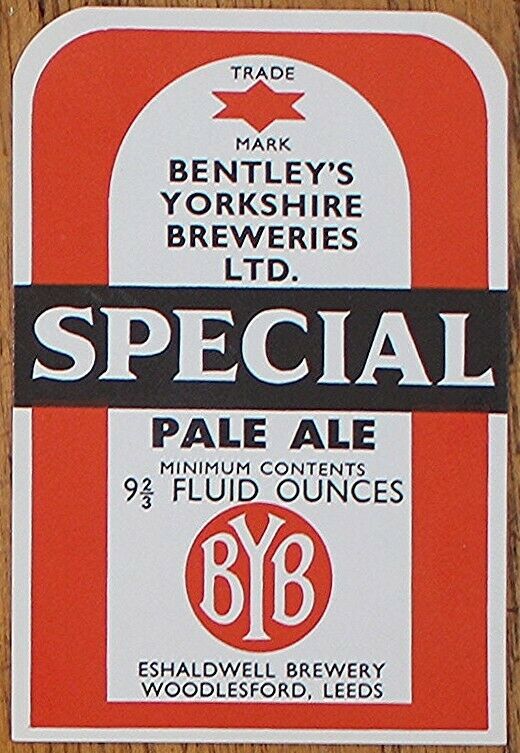 TRADE
MARK
BENTLEY'S
YORKSHIRE
BREWERIES
LTD.
SPECIAL
PALE ALE
MINIMUM CONTENTS
9⅔ FLUID OUNCES
BYB
ESHALDWELL BREWERY
WOODLESFORD, LEEDS